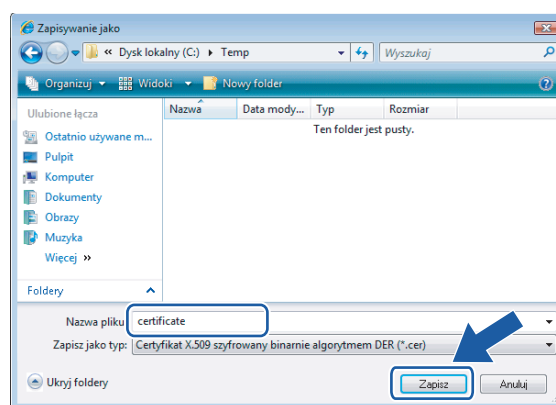 Zapisywanie jako
« Dysk lokalny (C:) Temp
Wyszukaj
Organizuj Widoki Nowy folder
Ulubione łącza
Ostatnio używane m...
Pulpit
Komputer
Dokumenty
Obrazy
Muzyka
Więcej »
Foldery
Nazwa Data mody... Typ Rozmiar
Ten folder jest pusty.
Nazwa pliku certificate
Zapisz jako typ: Certyfikat X.509 szyfrowany binarnie algorytmem DER (*.cer)
Ukryj foldery
Zapisz Anuluj